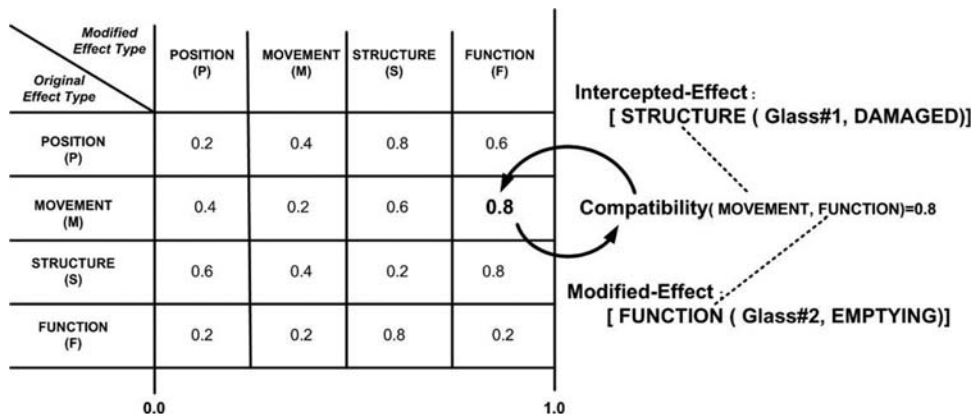 Modified
Effect Type
Original
Effect Type
POSITION
(P)
MOVEMENT
(M)
STRUCTURE
(S)
FUNCTION
(F)
POSITION
(P)
0.2 0.4 0.8 0.6
MOVEMENT
(M)
0.4 0.2 0.6 0.8
STRUCTURE
(S)
0.6 0.4 0.2 0.8
FUNCTION
(F)
0.2 0.2 0.8 0.2
0.0 1.0
Intercepted-Effect :
[ STRUCTURE ( Glass#1, DAMAGED)]
Compatibility( MOVEMENT, FUNCTION)=0.8
Modified-Effect :
[ FUNCTION ( Glass#2, EMPTYING)]